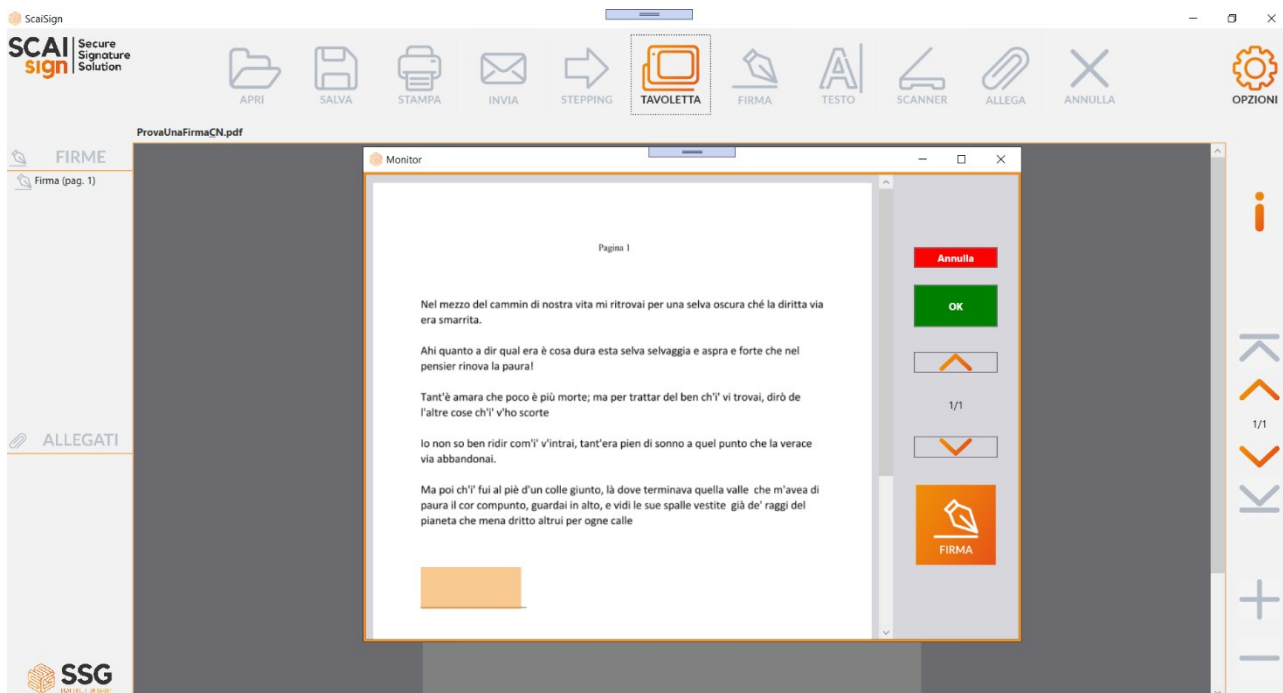 ScaiSign
SCAI
sign
Secure
Signature
Solution
APRI
SALVA
STAMPA
INVIA
STEPPING
TAVOLETTA
FIRMA
TESTO
SCANNER
ALLEGA
ANNULLA
OPZIONI
ProvaUnaFirmaCN.pdf
FIRME
Firma (pag. 1)
ALLEGATI
SSG
Monitor
Pagina 1
Nel mezzo del cammin di nostra vita mi ritrovai per una selva oscura ché la diritta via
era smarrita.
Ahi quanto a dir qual era è cosa dura esta selva selvaggia e aspra e forte che nel
pensier rinova la paura!
Tant'è amara che poco è più morte; ma per trattar del ben ch'i' vi trovai, dirò de
l'altre cose ch'i' v'ho scorte
Io non so ben ridir com'i' v'intrai, tant'era pien di sonno a quel punto che la verace
via abbandonai.
Ma poi ch'i' fui al piè d'un colle giunto, là dove terminava quella valle che m'avea di
paura il cor compunto, guardai in alto, e vidi le sue spalle vestite già de' raggi del
pianeta che mena dritto altrui per ogne calle
Annulla
OK
1/1
FIRMA
1/1